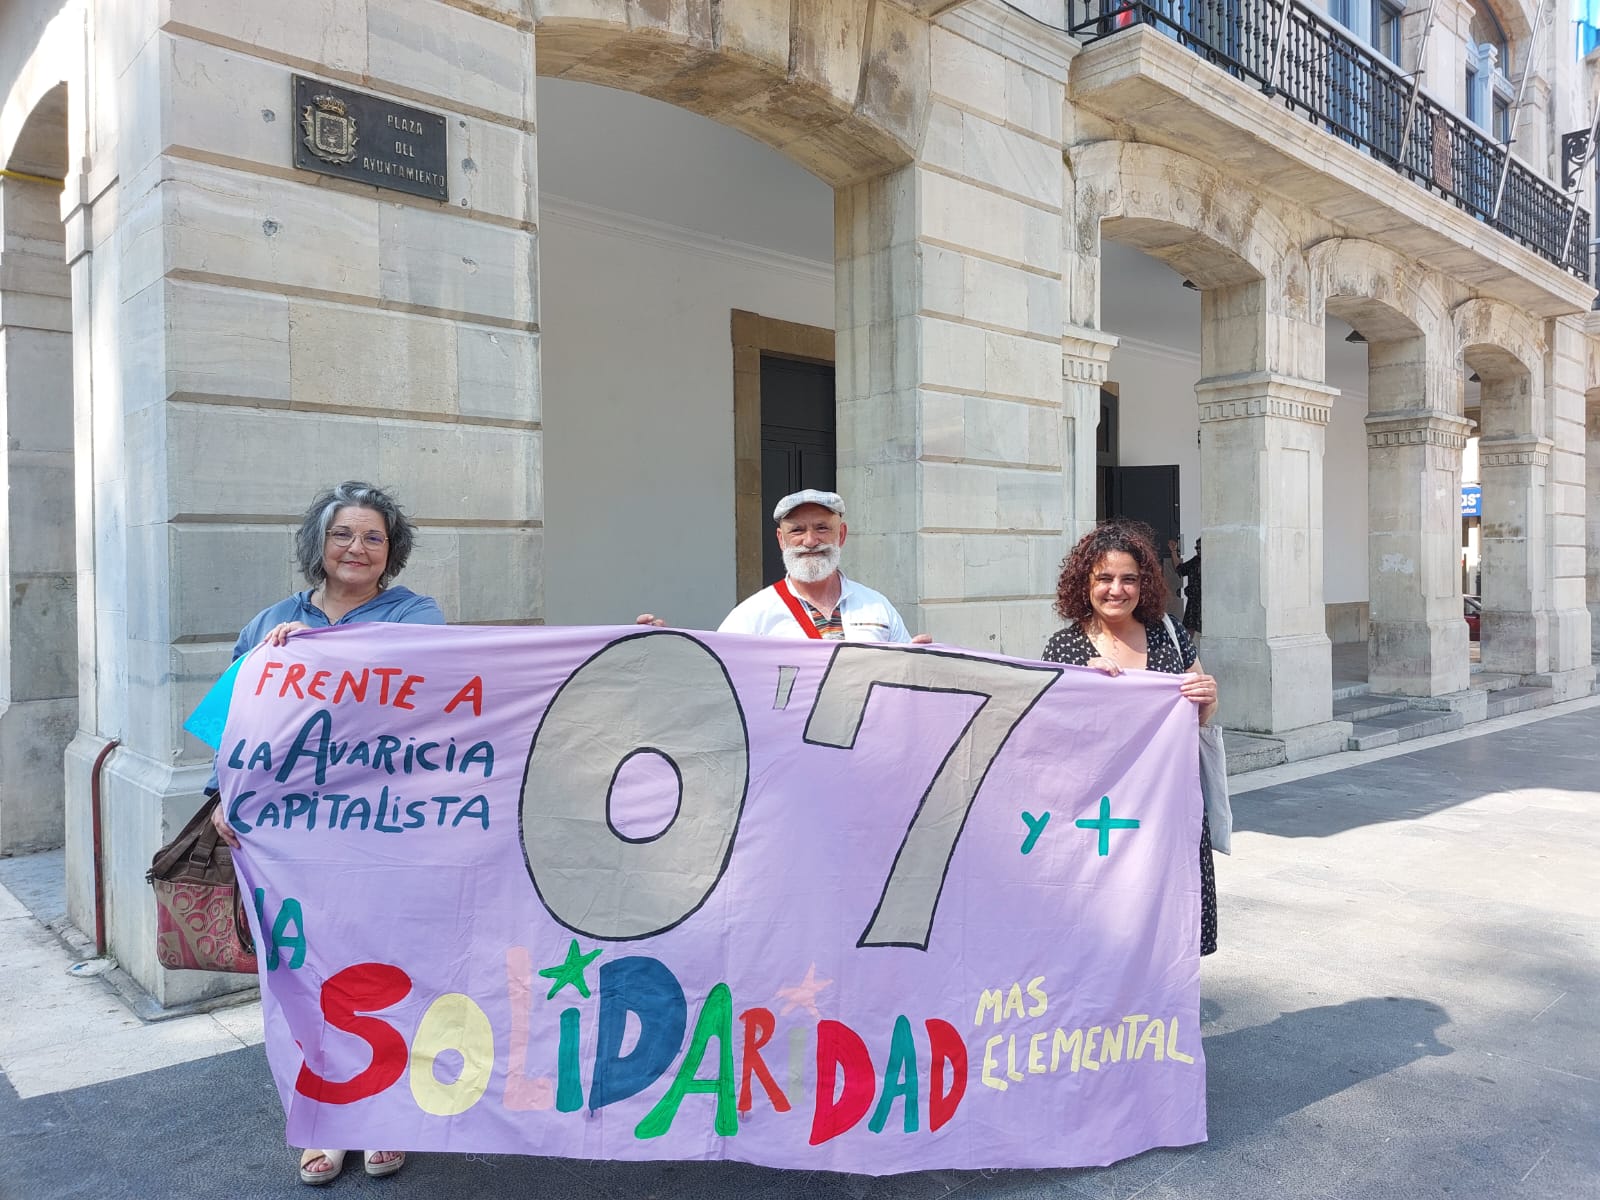 PLAZA
DEL
AYUNTAMIENTO
FRENTE A
LA AVARICIA
CAPITALISTA
0'7
y +
LA
SOLIDARIDAD
MAS
ELEMENTAL